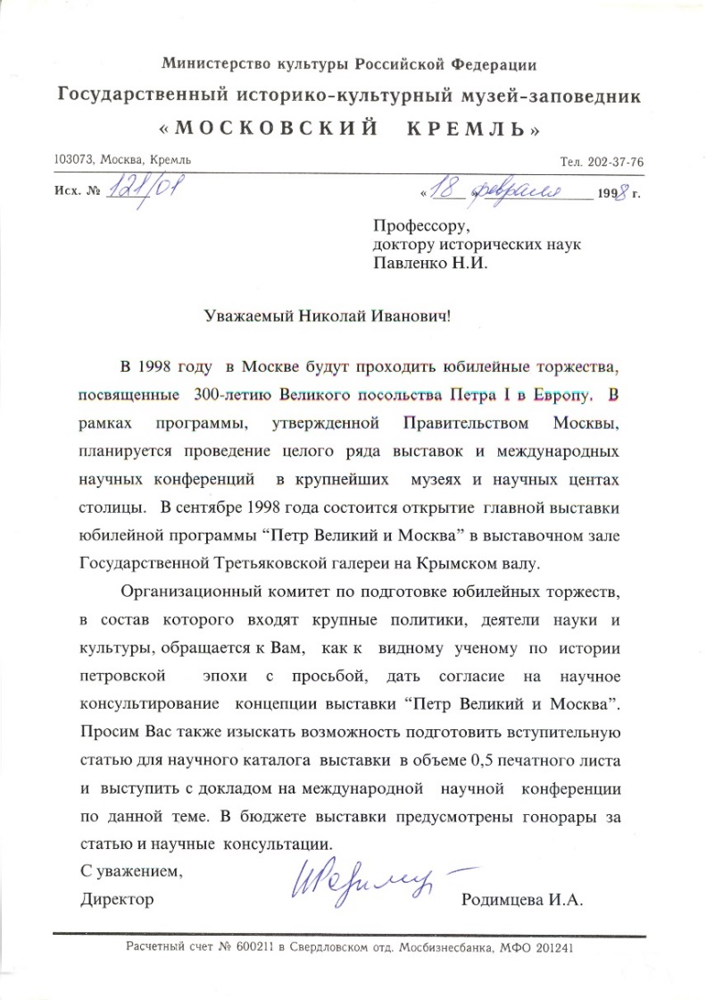 Министерство культуры Российской Федерации
Государственный историко-культурный музей-заповедник
«МОСКОВСКИЙ КРЕМЛЬ»
103073, Москва, Кремль Тел. 202-37-76
Исх. № 121/01 «18 февраля 1998 г.
Профессору,
доктору исторических наук
Павленко Н.И.
Уважаемый Николай Иванович!
В 1998 году в Москве будут проходить юбилейные торжества,
посвященные 300-летию Великого посольства Петра I в Европу. В
рамках программы, утвержденной Правительством Москвы,
планируется проведение целого ряда выставок и международных
научных конференций в крупнейших музеях и научных центах
столицы. В сентябре 1998 года состоится открытие главной выставки
юбилейной программы “Петр Великий и Москва” в выставочном зале
Государственной Третьяковской галереи на Крымском валу.
Организационный комитет по подготовке юбилейных торжеств,
в состав которого входят крупные политики, деятели науки и
культуры, обращается к Вам, как к видному ученому по истории
петровской эпохи с просьбой, дать согласие на научное
консультирование концепции выставки “Петр Великий и Москва”.
Просим Вас также изыскать возможность подготовить вступительную
статью для научного каталога выставки в объеме 0,5 печатного листа
и выступить с докладом на международной научной конференции
по данной теме. В бюджете выставки предусмотрены гонорары за
статью и научные консультации.
С уважением,
Директор Родимцева И.А.
Расчетный счет № 600211 в Свердловском отд. Мосбизнесбанка, МФО 201241